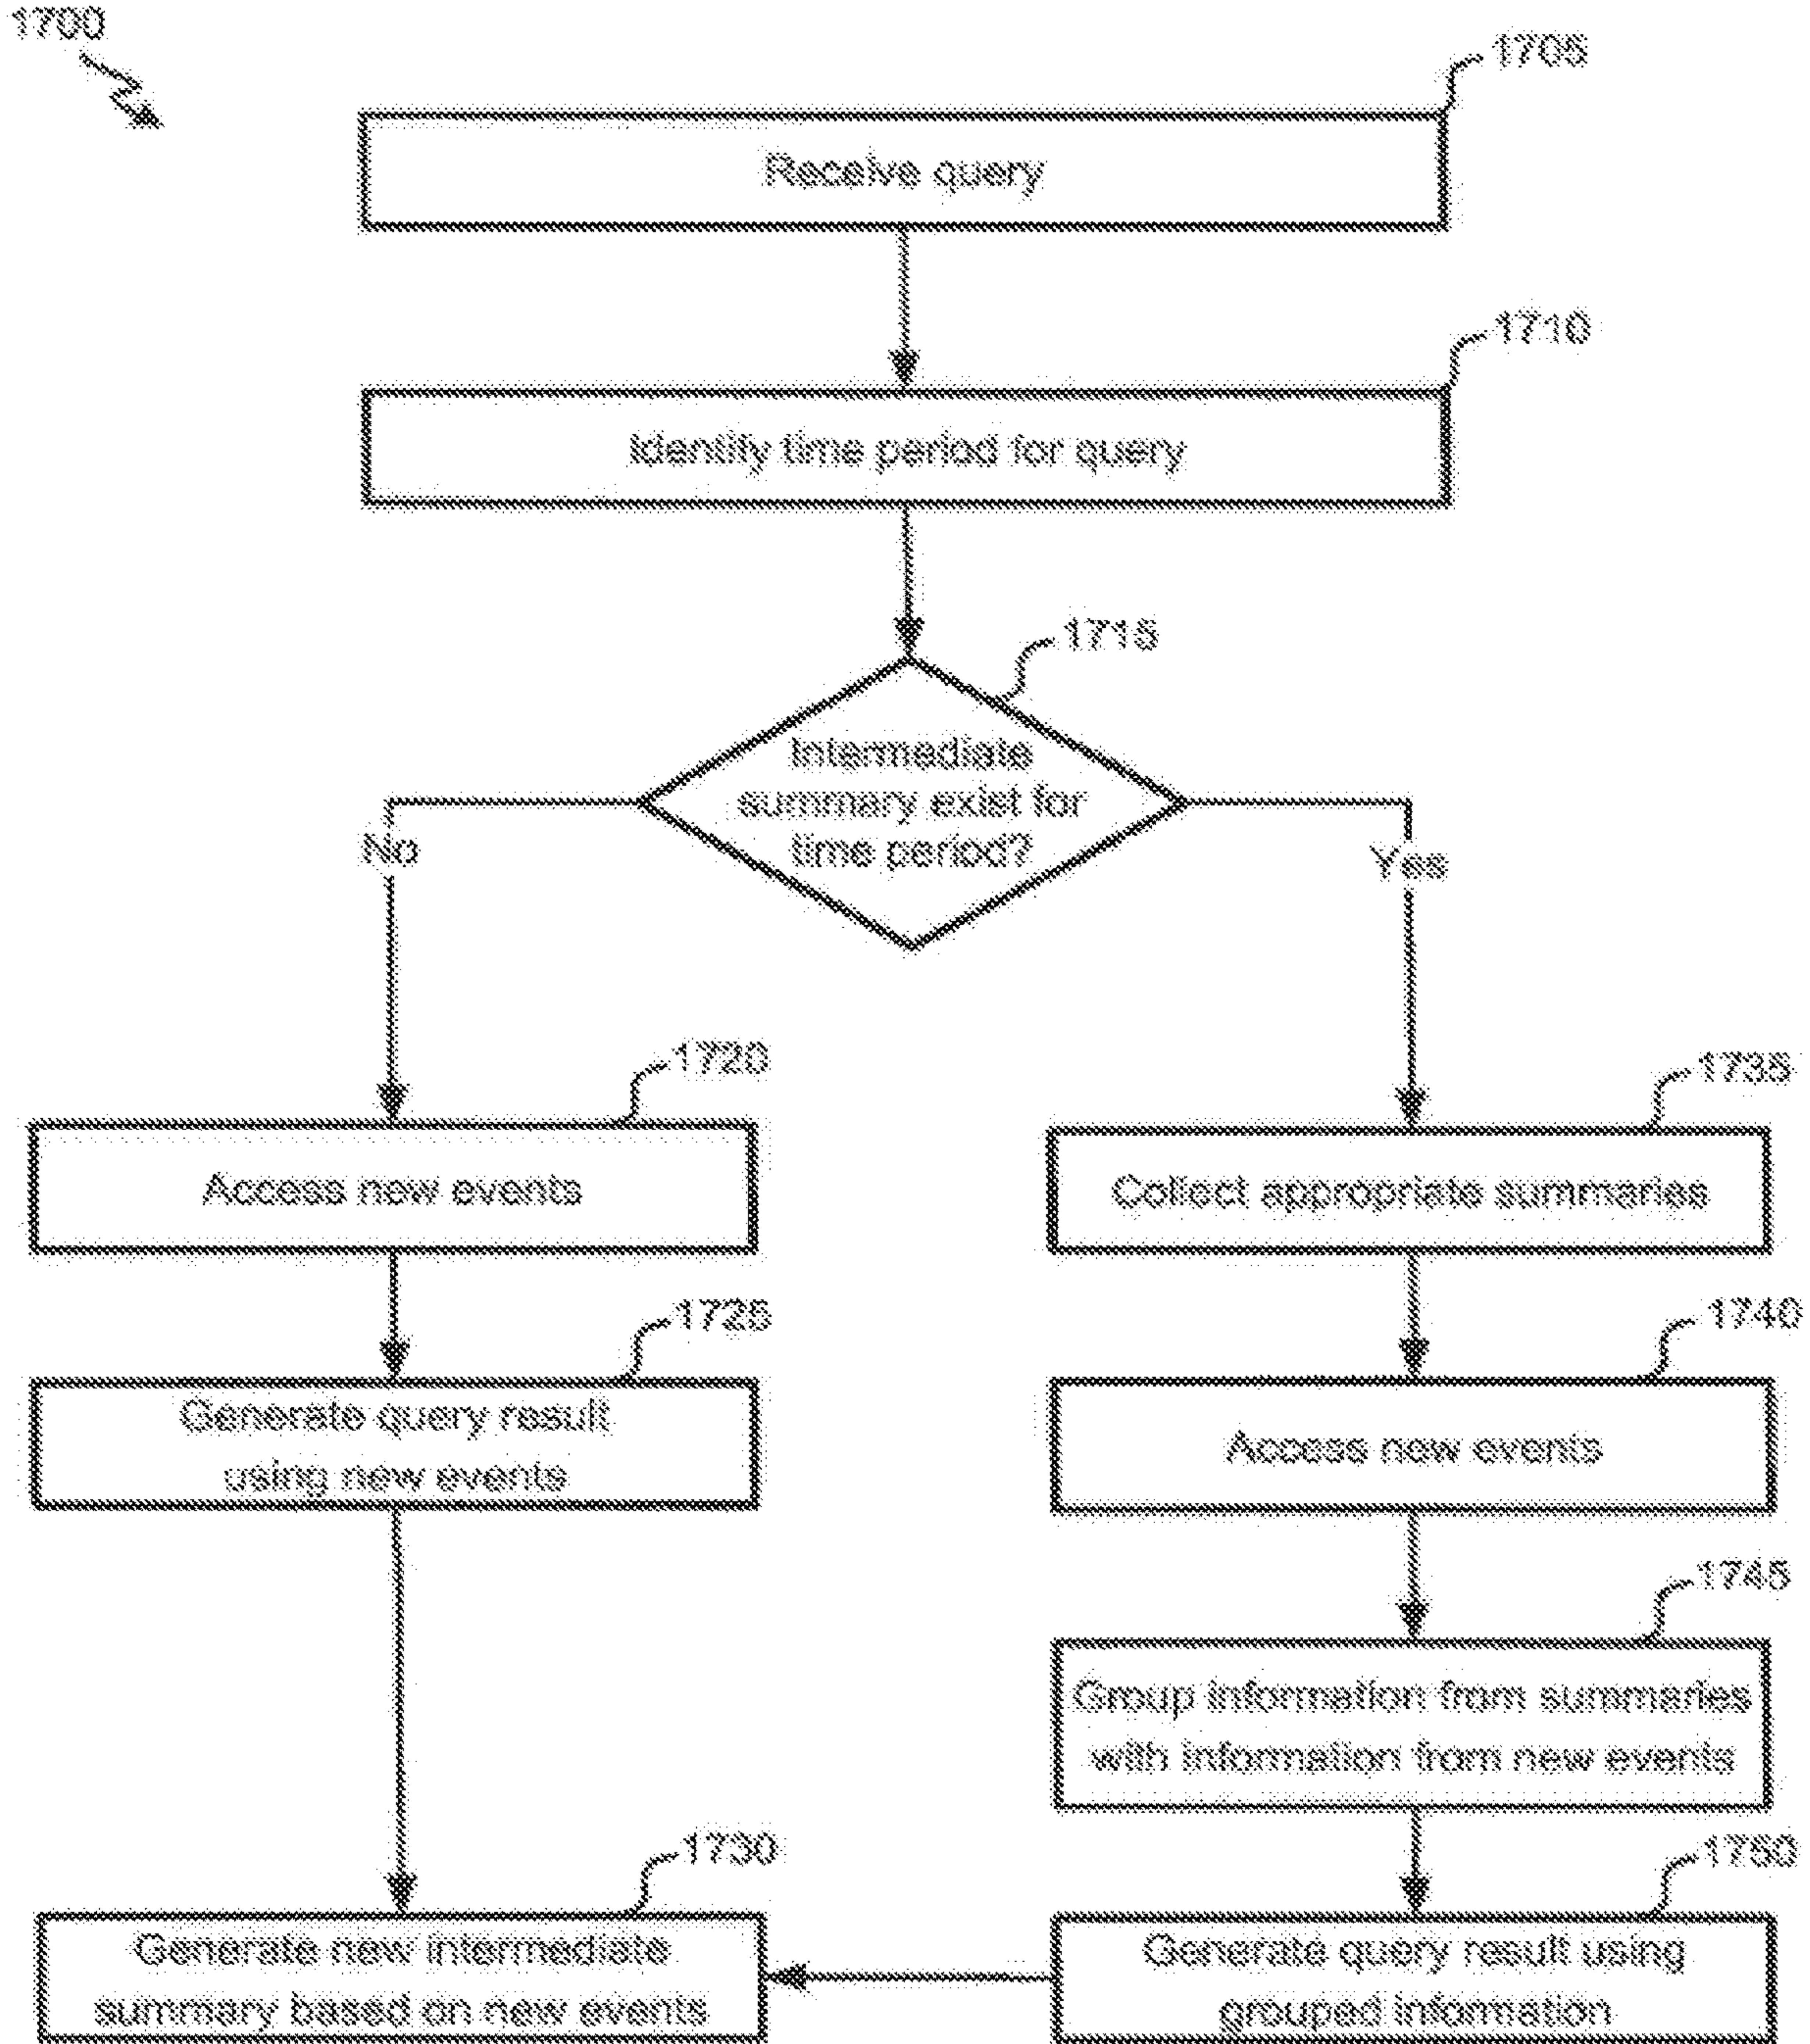 1700
1705
Receive query
1710
Identify time period for query
1715
Intermediate
summary exist for
time period?
No
Yes
1720
Access new events
1735
Collect appropriate summaries
1725
Generate query result
using new events
1740
Access new events
1745
Group information from summaries
with information from new events
1730
Generate new intermediate
summary based on new events
1750
Generate query result using
grouped information